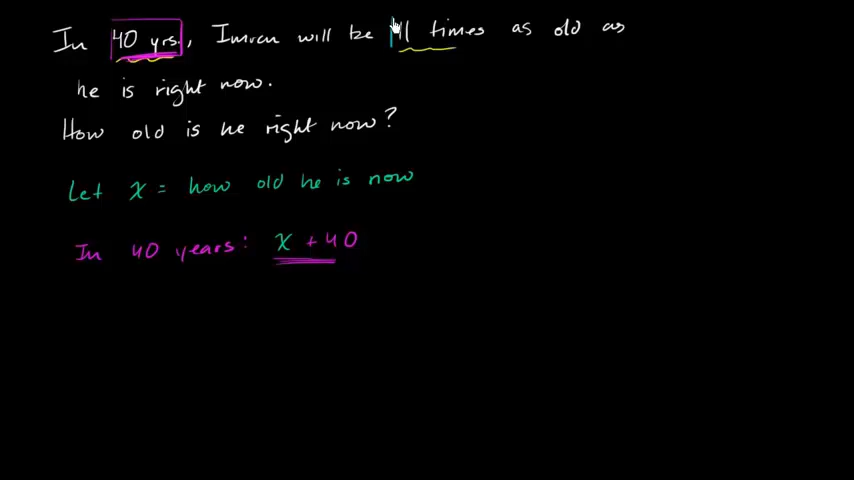 In 40 yrs., Imran will be 11 times as old as
he is right now.
How old is he right now?
Let x = how old he is now
In 40 years: x + 40